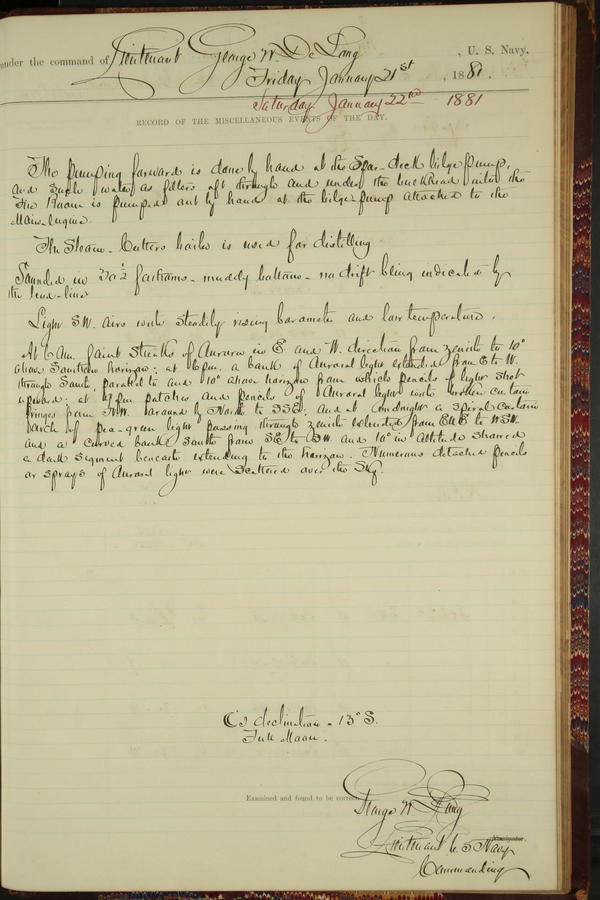 under the command of Lieutenant George W. De Long, U. S. Navy,
Friday January 21st, 1881.
Saturday January 22nd 1881
RECORD OF THE MISCELLANEOUS EVENTS OF THE DAY.
The pumping forward is done by hand at the Spar-deck bilge pump,
and such water as filters aft through and under the bulkhead into the
Fire Room is pumped out by hand at the bilge pump attached to the
Main-engine.
The Steam-Cutters boiler is used for distilling
Sounded in 30 1/2 fathoms - muddy bottom - no drift being indicated by
the lead-line
Light S.W. airs with steadily rising barometer and low temperature.
At 6 Am. faint streaks of Aurora in E. and W. direction from zenith to 10°
above Southern horizon; at 6 pm. a bank of Auroral light extended from E to W.
through South, parallel to and 10° above horizon from which pencils of light shot
upward: at 9 pm patches and pencils of Auroral light with broken curtain
fringes from N.W. around by North to SSE; and at midnight a spiral curtain
arch of pea-green light passing through zenith extended from ENE to WSW
and a curved bank South from SE to SW and 10° in altitude showed
a dark segment beneath extending to the horizon. Numerous detached pencils
or sprays of Auroral light were scattered over the Sky.
declination - 13° S.
Full Moon.
Examined and found to be correct.
George W. De Long
Lieutenant U. S. Navy
Navigator.
Commanding